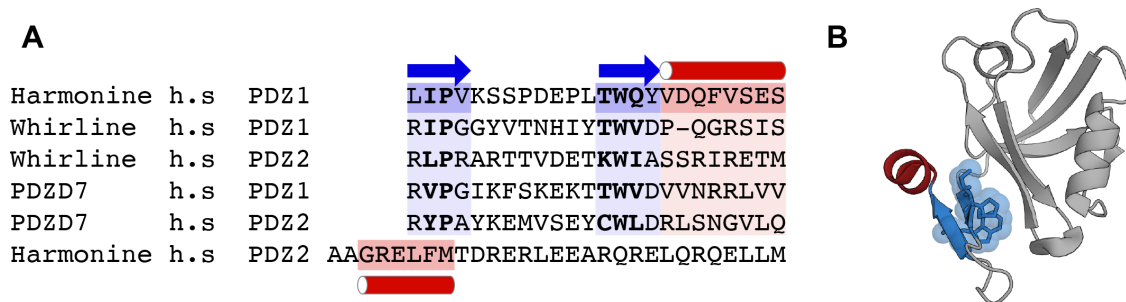 A B
Harmonine h.s PDZ1 LIPVKSSPDEPLTWQYVDQFVSES
Whirline h.s PDZ1 RIPGGYVTNHIYTWVDP-QGRSIS
Whirline h.s PDZ2 RLPRARTTVDETKWIASSRIRETM
PDZD7 h.s PDZ1 RVPGIKFSKEKTTWVDVVNRRLVV
PDZD7 h.s PDZ2 RYPAYKEMVSEYCWLDRLSNGVLQ
Harmonine h.s PDZ2 AAGRELFMTDRERLEEARQRELQRQELLM